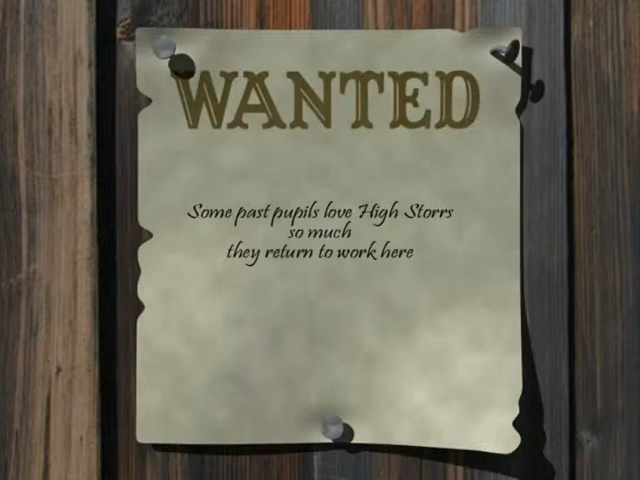 WANTED
Some past pupils love High Storrs
so much
they return to work here